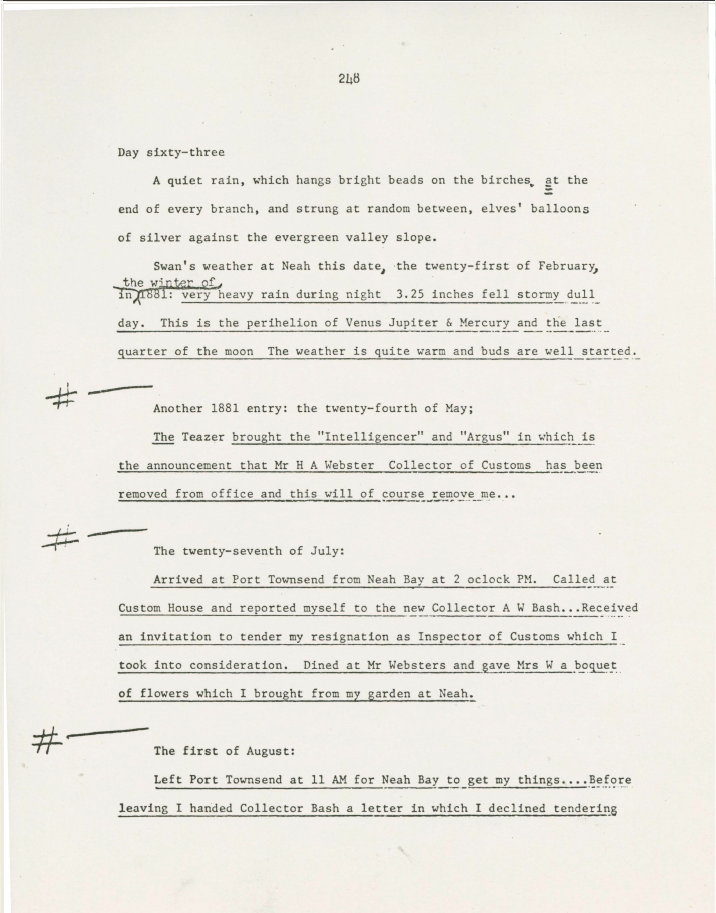 248
Day sixty-three
A quiet rain, which hangs bright beads on the birches, at the
end of every branch, and strung at random between, elves' balloons
of silver against the evergreen valley slope.
Swan's weather at Neah this date, the twenty-first of February,
the winter of
in 1881: very heavy rain during night 3.25 inches fell stormy dull
day. This is the perihelion of Venus Jupiter & Mercury and the last
quarter of the moon The weather is quite warm and buds are well started.
#
Another 1881 entry: the twenty-fourth of May;
The Teazer brought the "Intelligencer" and "Argus" in which is
the announcement that Mr H A Webster Collector of Customs has been
removed from office and this will of course remove me...
#
The twenty-seventh of July:
Arrived at Port Townsend from Neah Bay at 2 oclock PM. Called at
Custom House and reported myself to the new Collector A W Bash...Received
an invitation to tender my resignation as Inspector of Customs which I
took into consideration. Dined at Mr Websters and gave Mrs W a boquet
of flowers which I brought from my garden at Neah.
#
The first of August:
Left Port Townsend at 11 AM for Neah Bay to get my things....Before
leaving I handed Collector Bash a letter in which I declined tendering